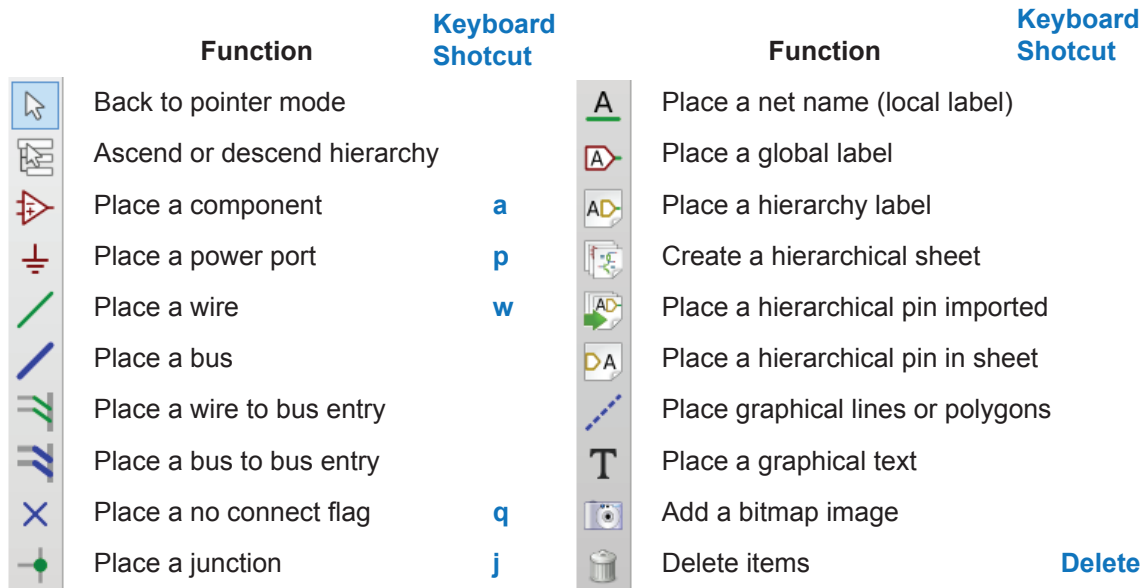 Function Keyboard Shotcut
Back to pointer mode
Ascend or descend hierarchy
Place a component a
Place a power port p
Place a wire w
Place a bus
Place a wire to bus entry
Place a bus to bus entry
Place a no connect flag q
Place a junction j
Function Keyboard Shotcut
A Place a net name (local label)
A Place a global label
A Place a hierarchy label
Create a hierarchical sheet
A Place a hierarchical pin imported
A Place a hierarchical pin in sheet
Place graphical lines or polygons
T Place a graphical text
Add a bitmap image
Delete items Delete